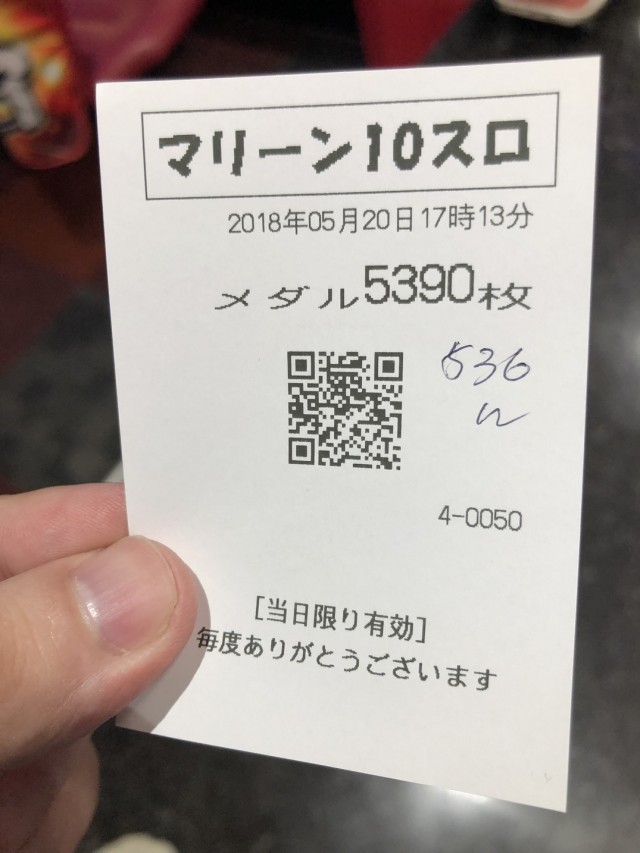 マリーン10スロ
2018年05月20日17時13分
メダル5390枚
536
4-0050
[当日限り有効]
毎度ありがとうございます